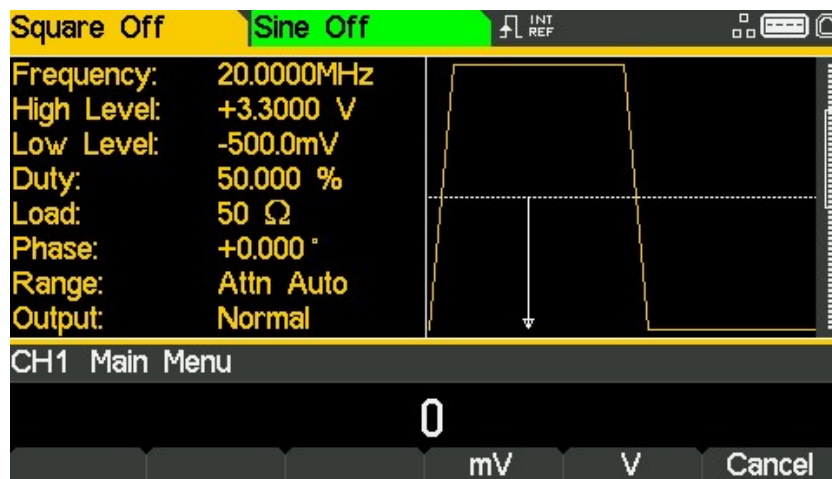 Square Off Sine Off INT REF
Frequency: 20.0000MHz
High Level: +3.3000 V
Low Level: -500.0mV
Duty: 50.000 %
Load: 50 Ω
Phase: +0.000 °
Range: Attn Auto
Output: Normal
CH1 Main Menu
0
mV V Cancel